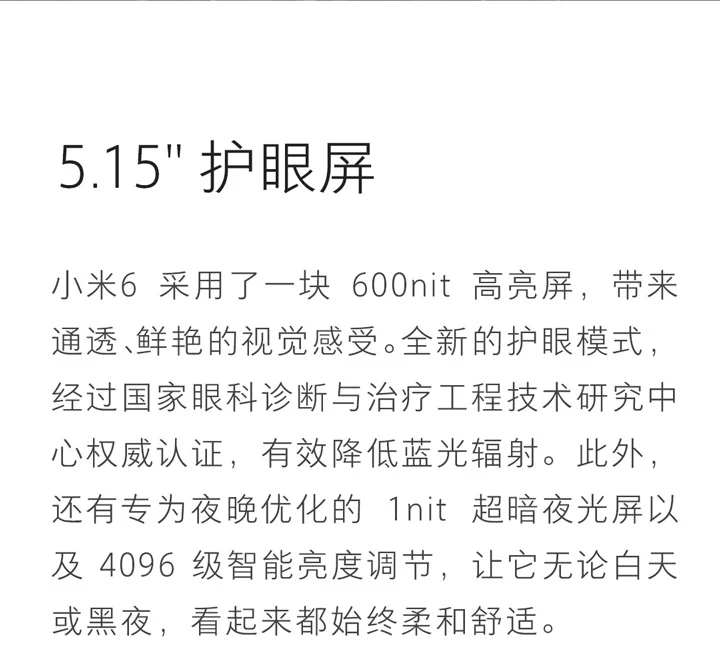 5.15" 护眼屏
小米6 采用了一块 600nit 高亮屏，带来
通透、鲜艳的视觉感受。全新的护眼模式，
经过国家眼科诊断与治疗工程技术研究中
心权威认证，有效降低蓝光辐射。此外，
还有专为夜晚优化的 1nit 超暗夜光屏以
及 4096 级智能亮度调节，让它无论白天
或黑夜，看起来都始终柔和舒适。